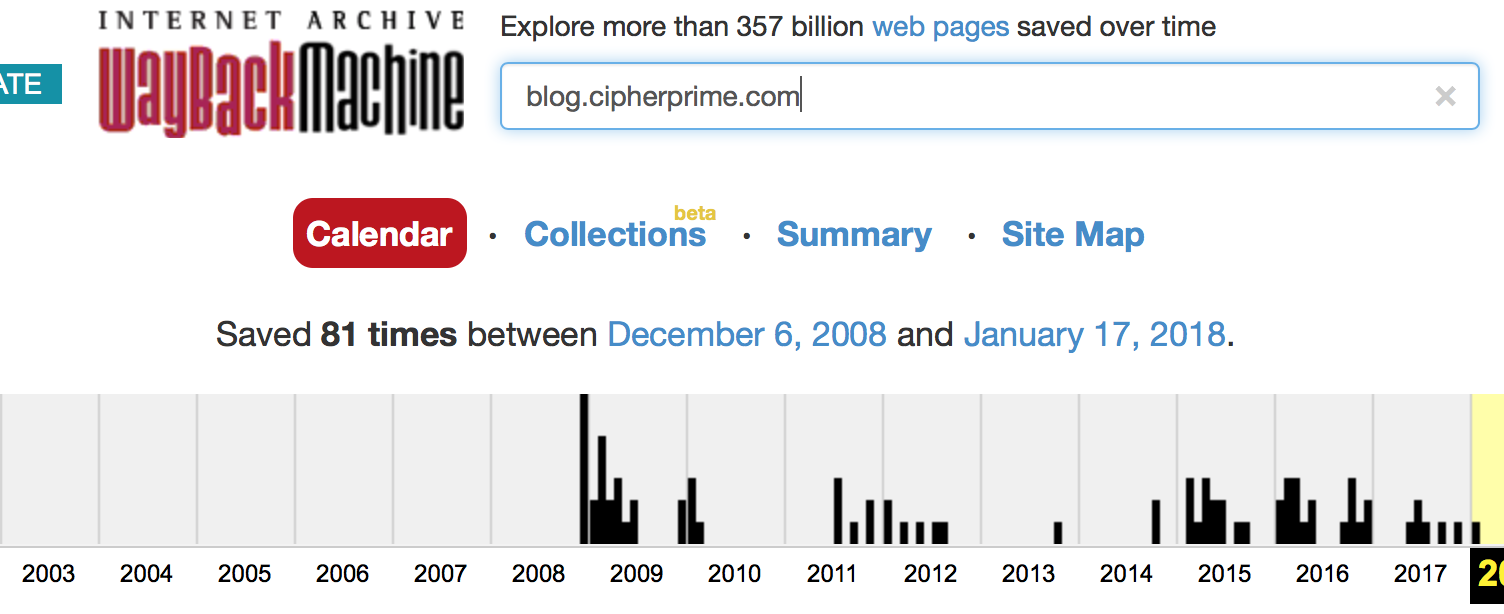 INTERNET ARCHIVE
WayBackMachine
Explore more than 357 billion web pages saved over time
ATE
blog.cipherprime.com
×
Calendar · Collections beta · Summary · Site Map
Saved 81 times between December 6, 2008 and January 17, 2018.
2003 2004 2005 2006 2007 2008 2009 2010 2011 2012 2013 2014 2015 2016 2017